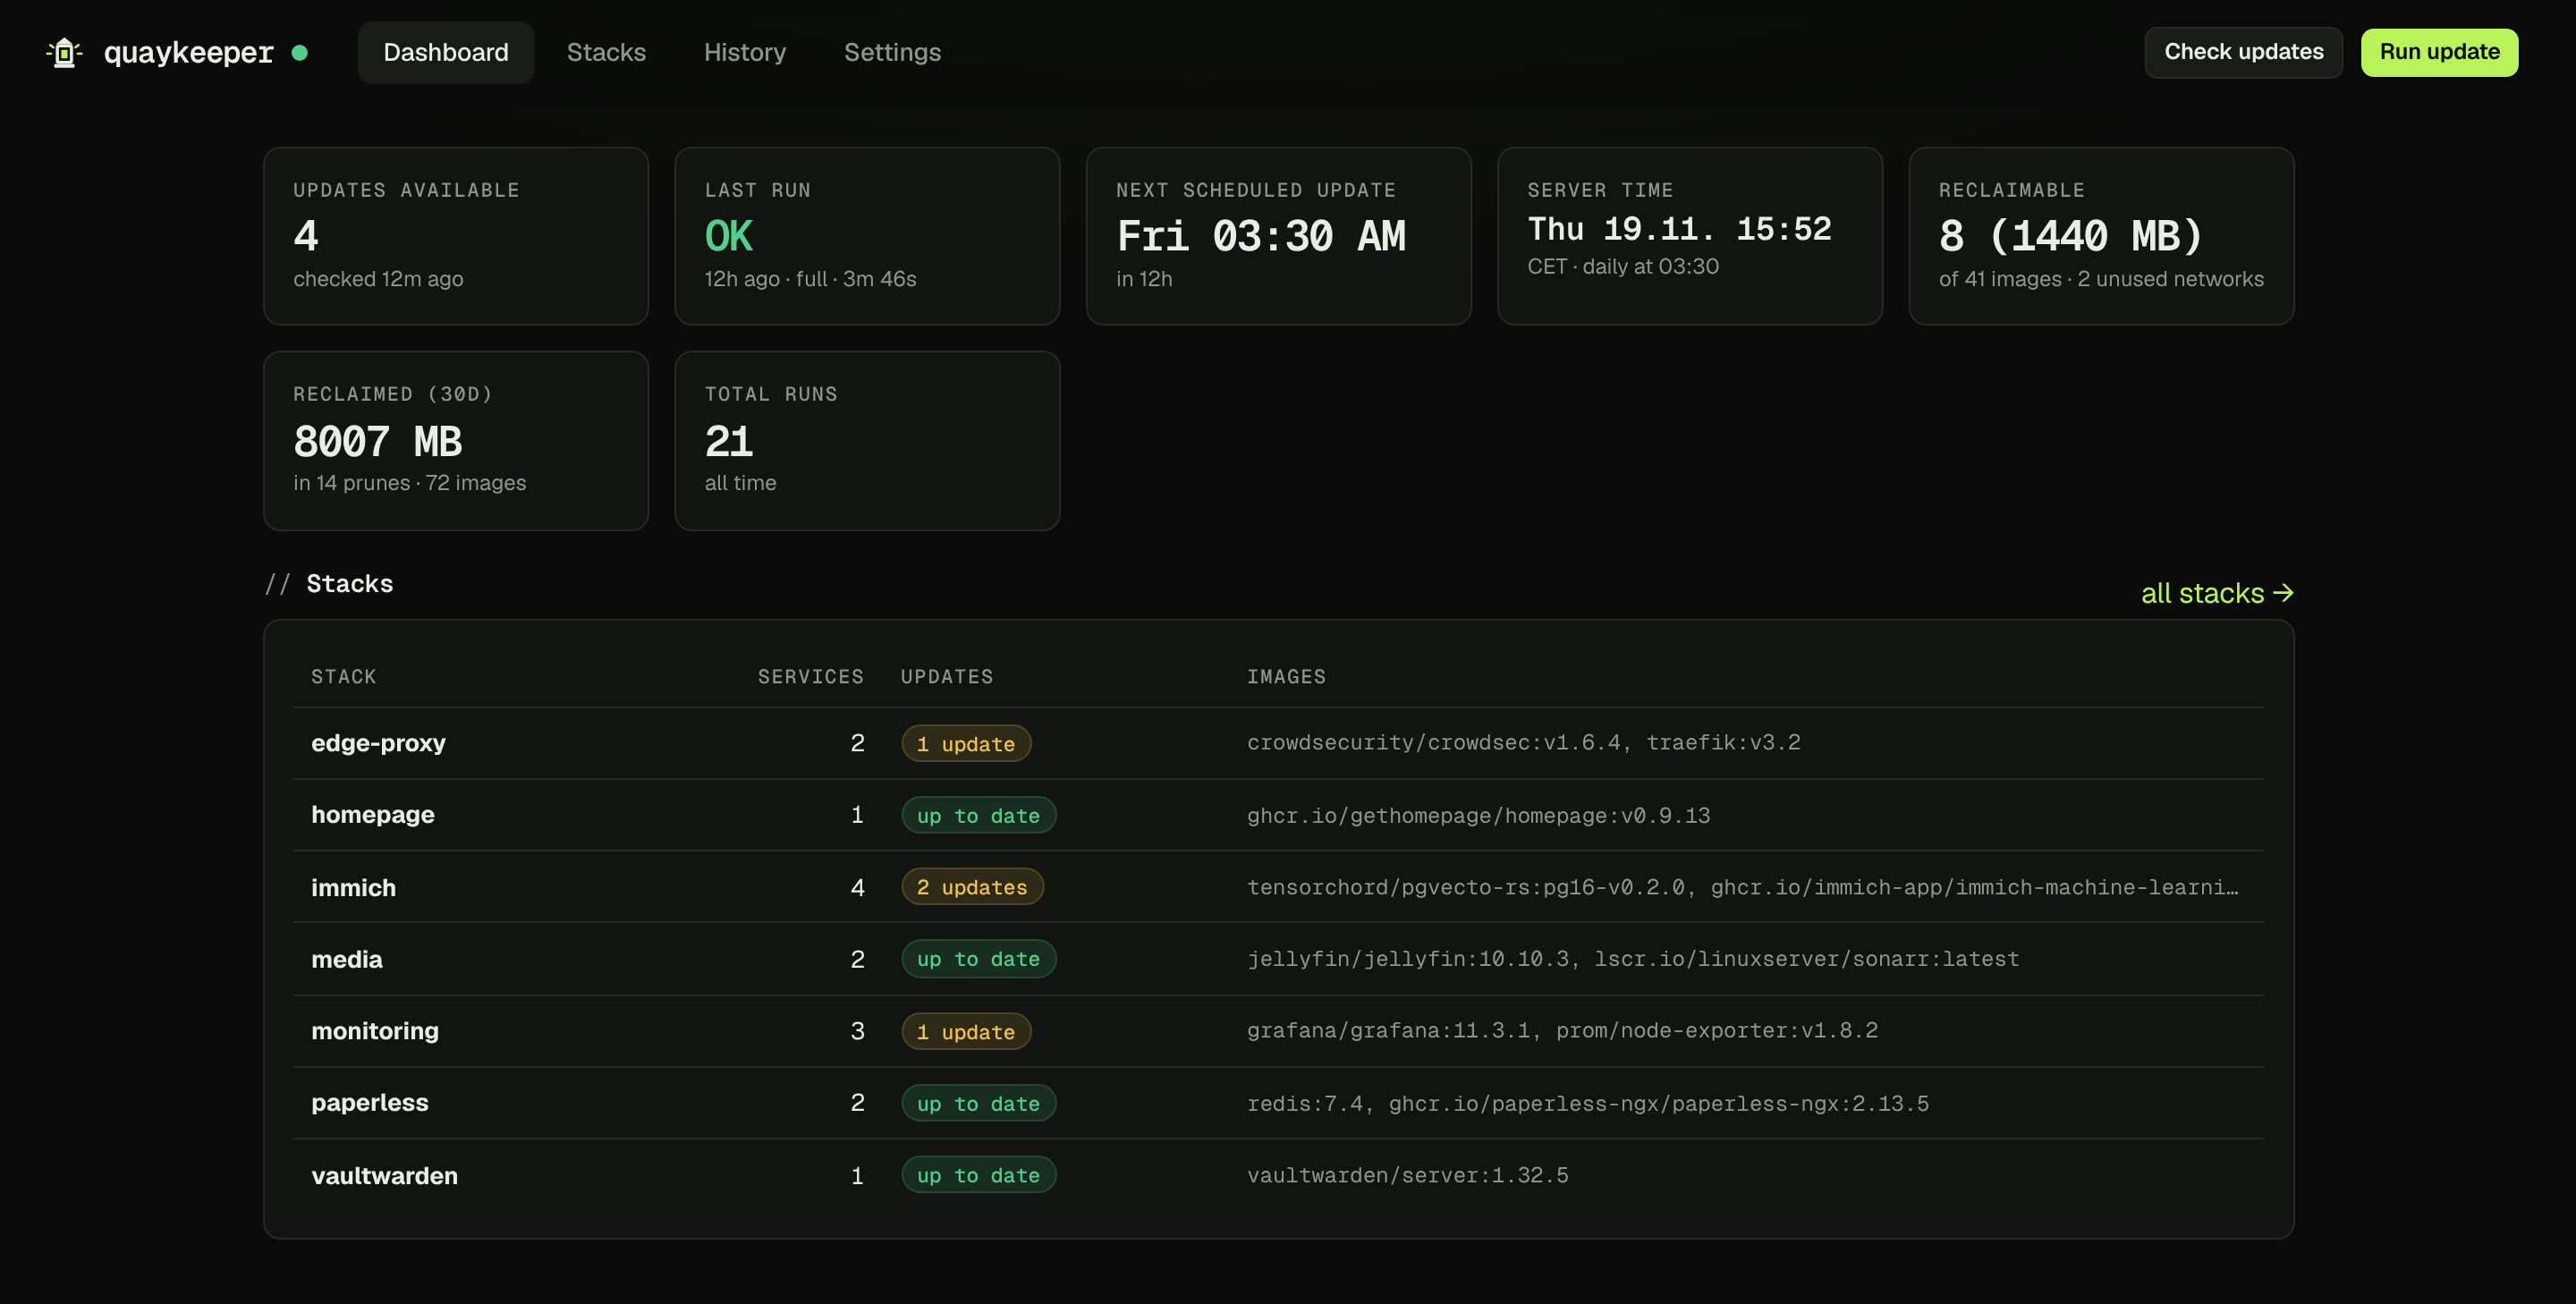 quaykeeper Dashboard Stacks History Settings Check updates Run update
UPDATES AVAILABLE
4
checked 12m ago
LAST RUN
OK
12h ago · full · 3m 46s
NEXT SCHEDULED UPDATE
Fri 03:30 AM
in 12h
SERVER TIME
Thu 19.11. 15:52
CET · daily at 03:30
RECLAIMABLE
8 (1440 MB)
of 41 images · 2 unused networks
RECLAIMED (30D)
8007 MB
in 14 prunes · 72 images
TOTAL RUNS
21
all time
// Stacks
all stacks →
STACK SERVICES UPDATES IMAGES
edge-proxy 2 1 update crowdsecurity/crowdsec:v1.6.4, traefik:v3.2
homepage 1 up to date ghcr.io/gethomepage/homepage:v0.9.13
immich 4 2 updates tensorchord/pgvecto-rs:pg16-v0.2.0, ghcr.io/immich-app/immich-machine-learni…
media 2 up to date jellyfin/jellyfin:10.10.3, lscr.io/linuxserver/sonarr:latest
monitoring 3 1 update grafana/grafana:11.3.1, prom/node-exporter:v1.8.2
paperless 2 up to date redis:7.4, ghcr.io/paperless-ngx/paperless-ngx:2.13.5
vaultwarden 1 up to date vaultwarden/server:1.32.5